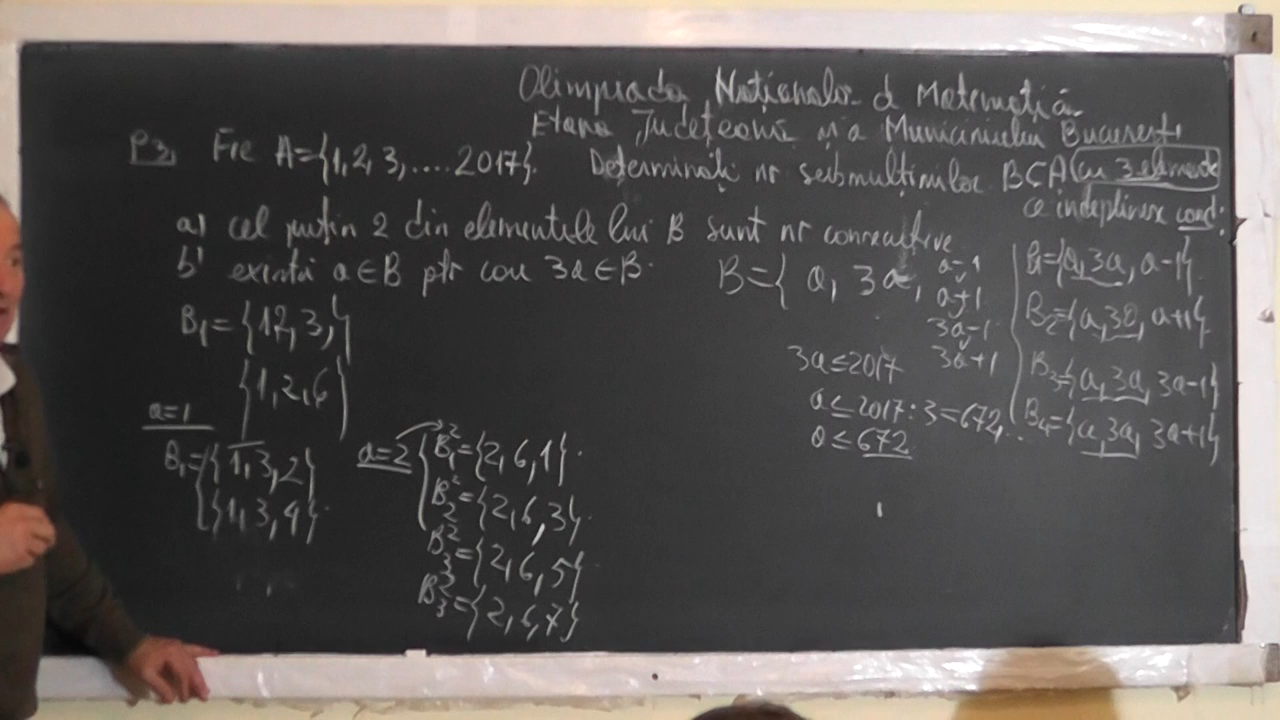 Olimpiada Națională d Matematică
Etapa Județeană și a Municipiului București
P3. Fie A={1,2,3,....2017}. Determinați nr submulțimilor B⊂A (cu 3 elemente
ce indeplinesc cond:
a) cel puțin 2 din elementele lui B sunt nr consecutive
b) există a∈B ptr care 3a∈B.
B={ a, 3a,
a-1
a+1
3a-1
3a+1
B₁={a,3a,a-1}
B₂={a,3a,a+1}
B₃={a,3a,3a-1}
B₄={a,3a,3a+1}
3a≤2017
a≤2017:3=672,..
a≤672
B₁={12,3,}
{1,2,6}
a=1
B₁={{1,3,2}
{1,3,4}.
a=2
B₁²={2,6,1}.
B₂²={2,6,3}.
B₃²={2,6,5}
B₃²={2,6,7}